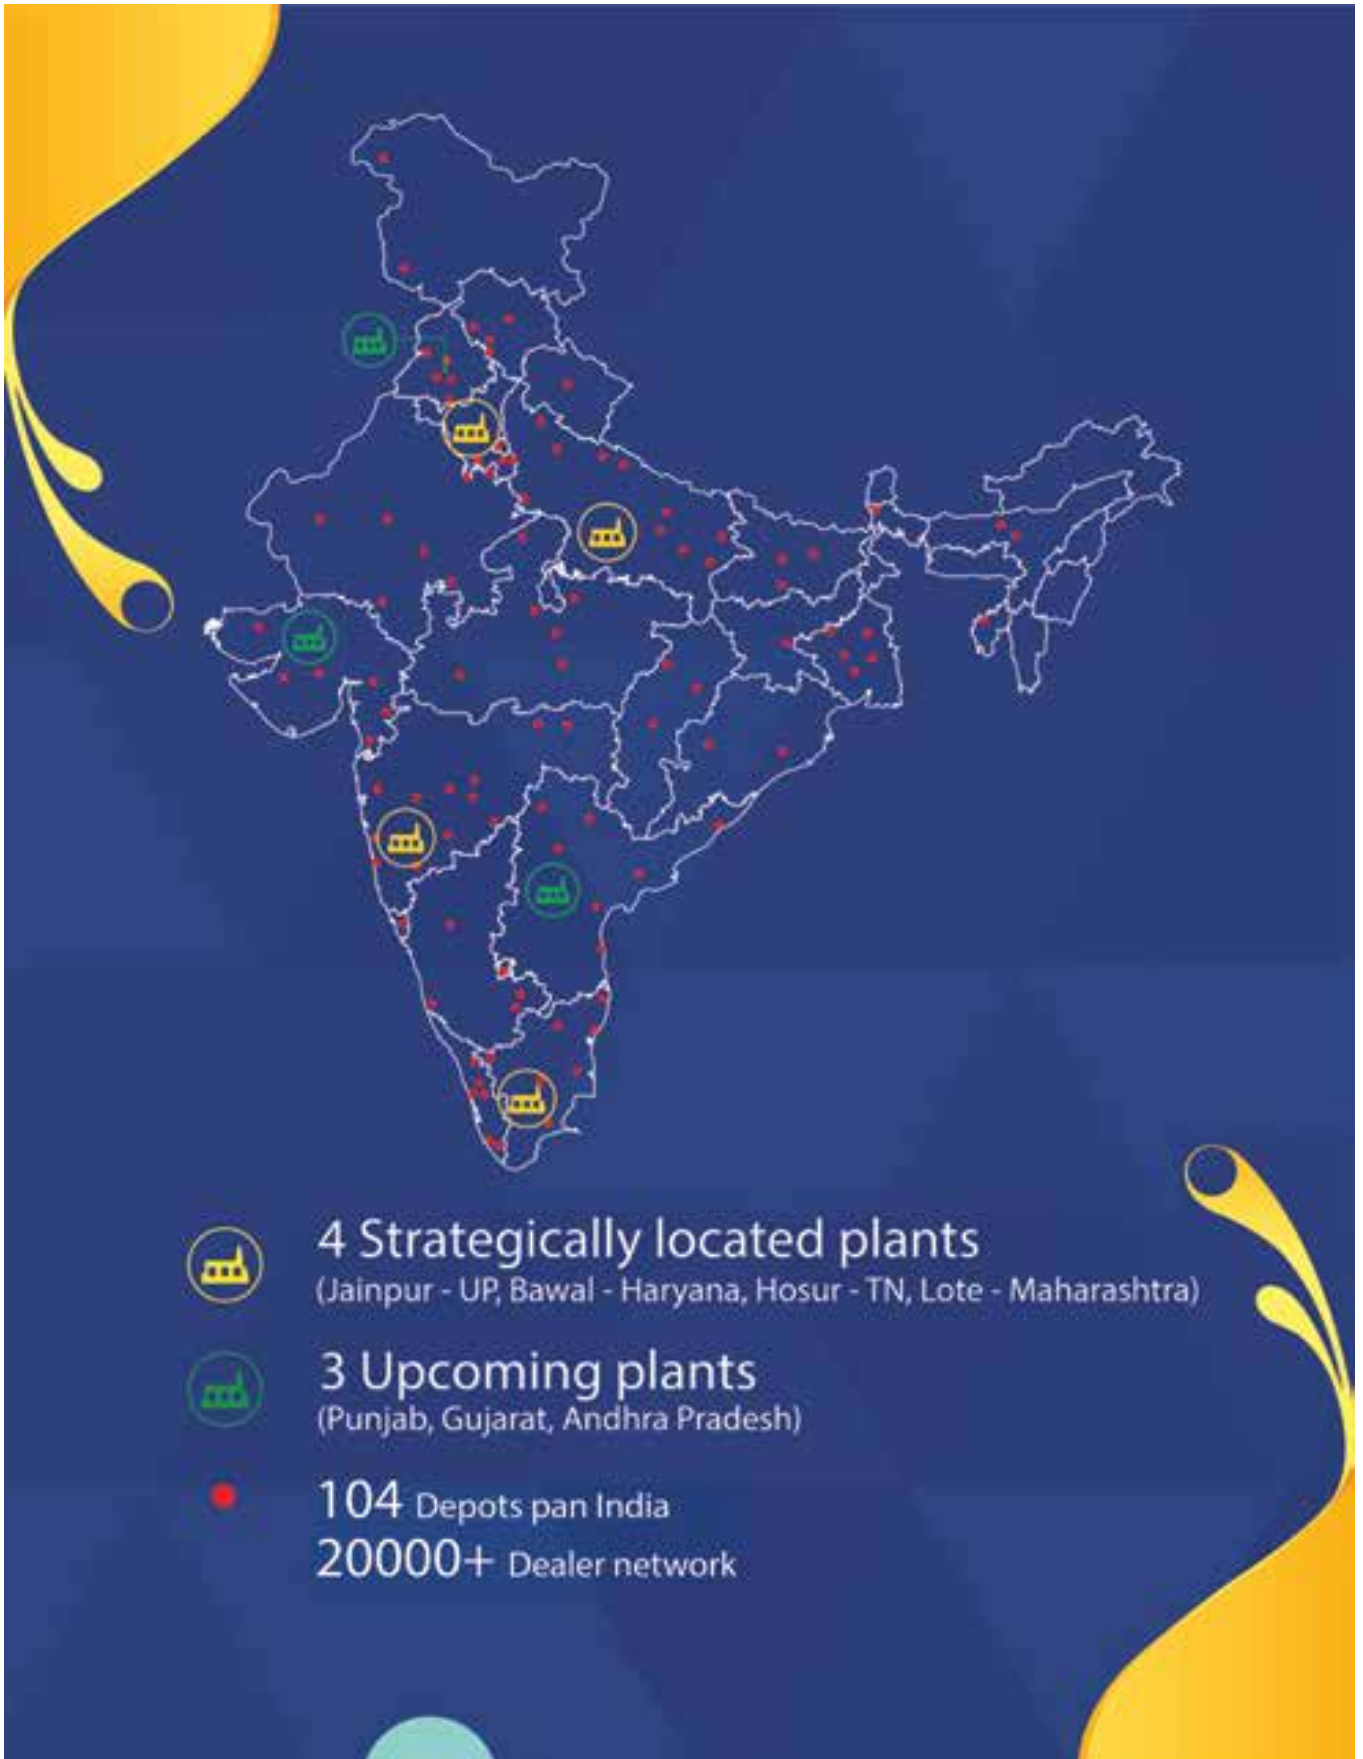 4 Strategically located plants
(Jainpur - UP, Bawal - Haryana, Hosur - TN, Lote - Maharashtra)
3 Upcoming plants
(Punjab, Gujarat, Andhra Pradesh)
104 Depots pan India
20000+ Dealer network